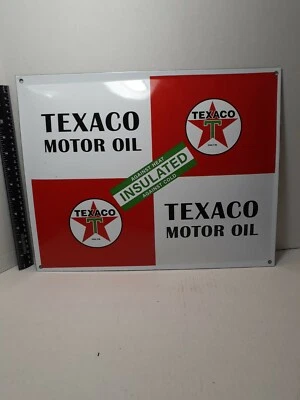 TEXACO
MOTOR OIL
TEXACO
T
AGAINST HEAT
INSULATED
AGAINST COLD
TEXACO
T
TEXACO
MOTOR OIL